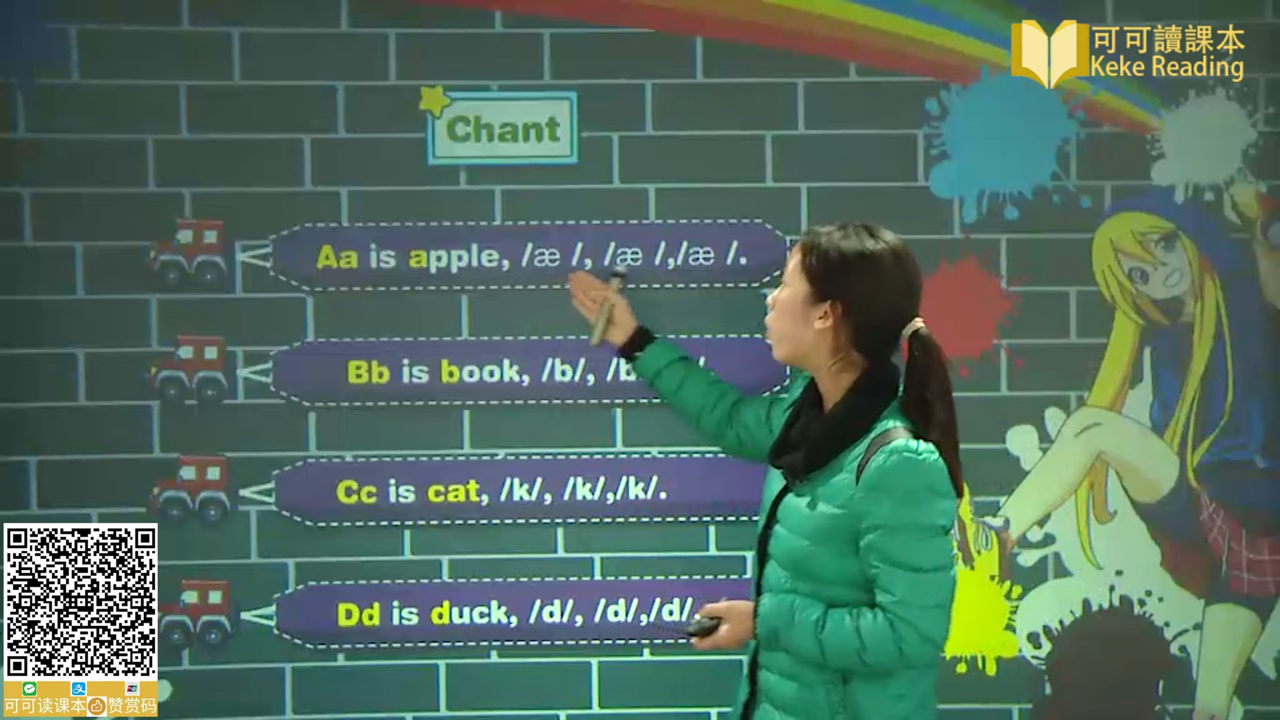 可可讀課本
Keke Reading
Chant
Aa is apple, /æ /, /æ /,/æ /.
Bb is book, /b/, /b
Cc is cat, /k/, /k/,/k/.
Dd is duck, /d/, /d/,/d/.
可可读课本 赞赏码